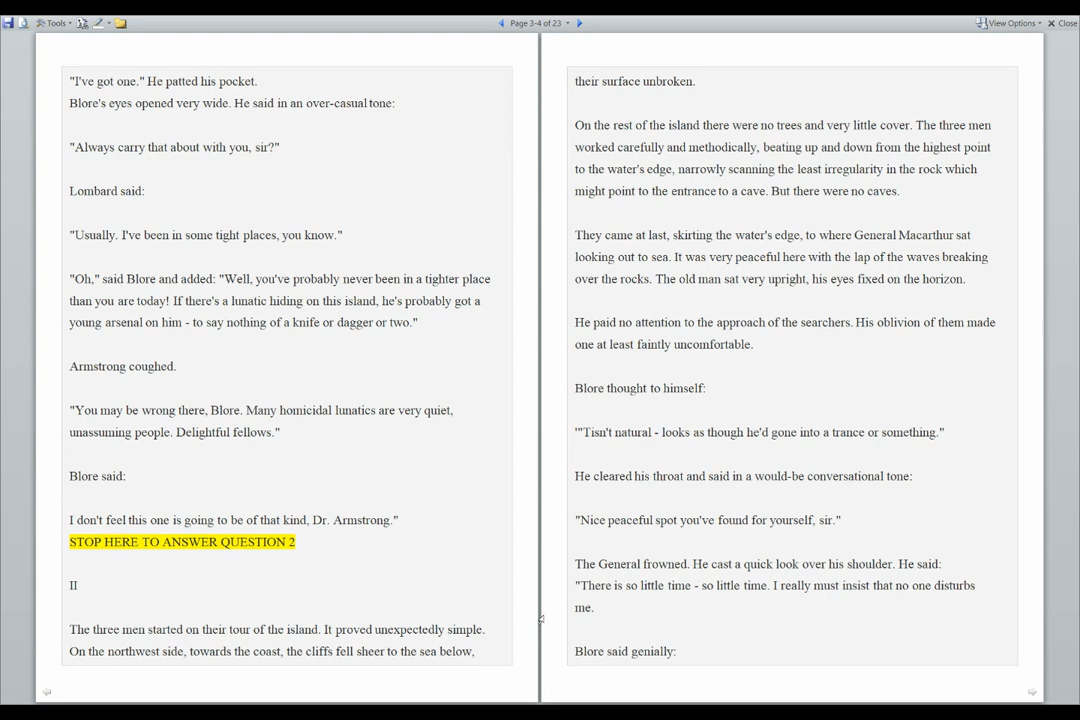 Tools
Page 3-4 of 23
View Options
Close
"I've got one." He patted his pocket.
Blore's eyes opened very wide. He said in an over-casual tone:
"Always carry that about with you, sir?"
Lombard said:
"Usually. I've been in some tight places, you know."
"Oh," said Blore and added: "Well, you've probably never been in a tighter place
than you are today! If there's a lunatic hiding on this island, he's probably got a
young arsenal on him - to say nothing of a knife or dagger or two."
Armstrong coughed.
"You may be wrong there, Blore. Many homicidal lunatics are very quiet,
unassuming people. Delightful fellows."
Blore said:
I don't feel this one is going to be of that kind, Dr. Armstrong."
STOP HERE TO ANSWER QUESTION 2
II
The three men started on their tour of the island. It proved unexpectedly simple.
On the northwest side, towards the coast, the cliffs fell sheer to the sea below,
their surface unbroken.
On the rest of the island there were no trees and very little cover. The three men
worked carefully and methodically, beating up and down from the highest point
to the water's edge, narrowly scanning the least irregularity in the rock which
might point to the entrance to a cave. But there were no caves.
They came at last, skirting the water's edge, to where General Macarthur sat
looking out to sea. It was very peaceful here with the lap of the waves breaking
over the rocks. The old man sat very upright, his eyes fixed on the horizon.
He paid no attention to the approach of the searchers. His oblivion of them made
one at least faintly uncomfortable.
Blore thought to himself:
'"Tisn't natural - looks as though he'd gone into a trance or something."
He cleared his throat and said in a would-be conversational tone:
"Nice peaceful spot you've found for yourself, sir."
The General frowned. He cast a quick look over his shoulder. He said:
"There is so little time - so little time. I really must insist that no one disturbs
me.
Blore said genially: